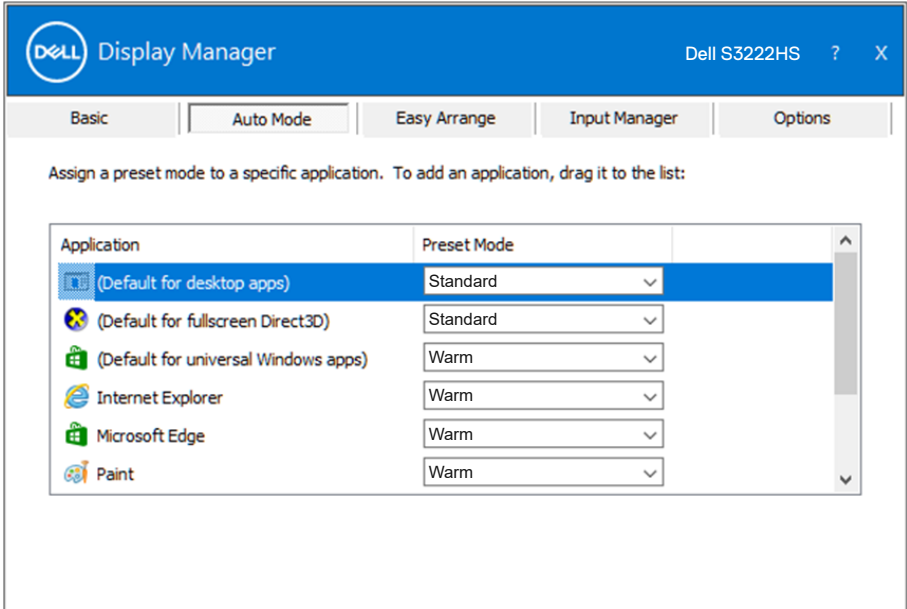 DELL Display Manager Dell S3222HS ? X
Basic Auto Mode Easy Arrange Input Manager Options
Assign a preset mode to a specific application. To add an application, drag it to the list:
Application Preset Mode
(Default for desktop apps) Standard
(Default for fullscreen Direct3D) Standard
(Default for universal Windows apps) Warm
Internet Explorer Warm
Microsoft Edge Warm
Paint Warm